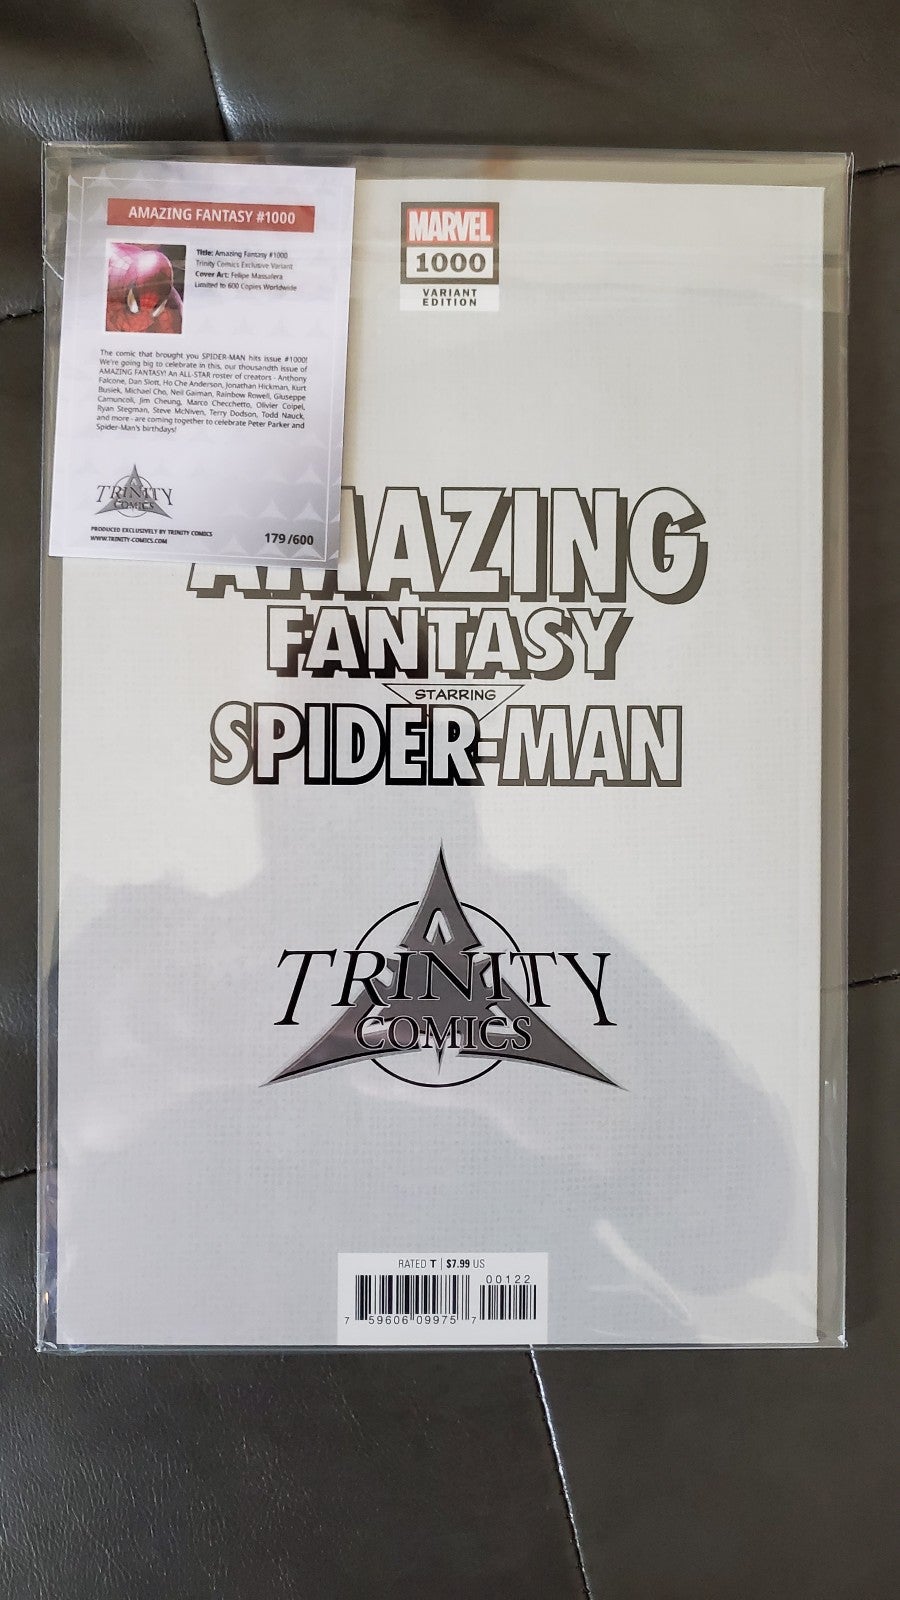 AMAZING FANTASY #1000
Title: Amazing Fantasy #1000
Trinity Comics Exclusive Variant
Cover Art: Felipe Massafera
Limited to 600 Copies Worldwide
The comic that brought you SPIDER-MAN hits issue #1000!
We're going big to celebrate in this, our thousandth issue of
AMAZING FANTASY! An ALL-STAR roster of creators - Anthony
Falcone, Dan Slott, Ho Che Anderson, Jonathan Hickman, Kurt
Busiek, Michael Cho, Neil Gaiman, Rainbow Rowell, Giuseppe
Camuncoli, Jim Cheung, Marco Checchetto, Olivier Coipel,
Ryan Stegman, Steve McNiven, Terry Dodson, Todd Nauck,
and more - are coming together to celebrate Peter Parker and
Spider-Man's birthdays!
TRINITY
COMICS
PRODUCED EXCLUSIVELY BY TRINITY COMICS
WWW.TRINITY-COMICS.COM
179/600
MARVEL
1000
VARIANT
EDITION
AMAZING
FANTASY
STARRING
SPIDER-MAN
TRINITY
COMICS
RATED T | $7.99 US
00122
7 59606 09975 7